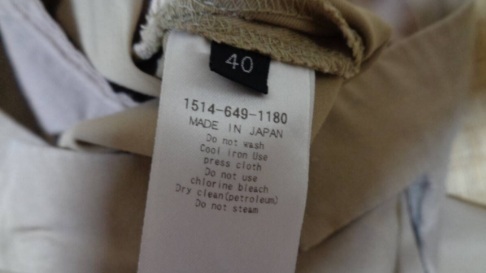 40
1514-649-1180
MADE IN JAPAN
Do not wash
Cool iron Use
press cloth
Do not use
chlorine bleach
Dry clean(petroleum)
Do not steam